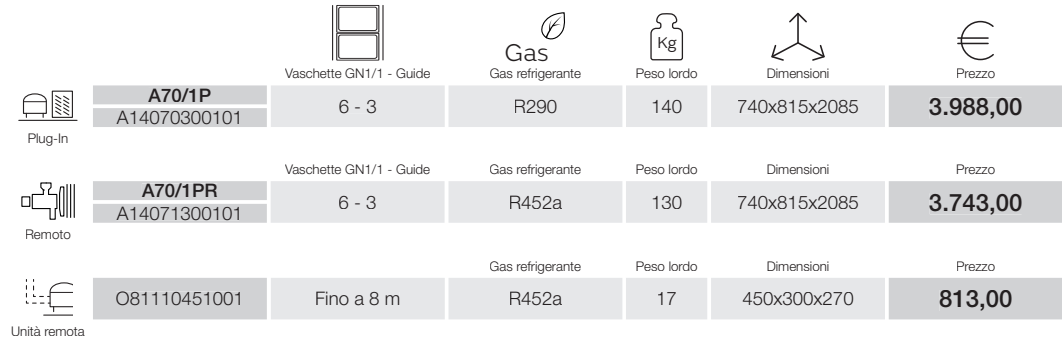 Gas
Kg
Vaschette GN1/1 - Guide Gas refrigerante Peso lordo Dimensioni Prezzo
A70/1P
A14070300101
6 - 3 R290 140 740x815x2085 3.988,00
Plug-In
Vaschette GN1/1 - Guide Gas refrigerante Peso lordo Dimensioni Prezzo
A70/1PR
A14071300101
6 - 3 R452a 130 740x815x2085 3.743,00
Remoto
Gas refrigerante Peso lordo Dimensioni Prezzo
O81110451001 Fino a 8 m R452a 17 450x300x270 813,00
Unità remota